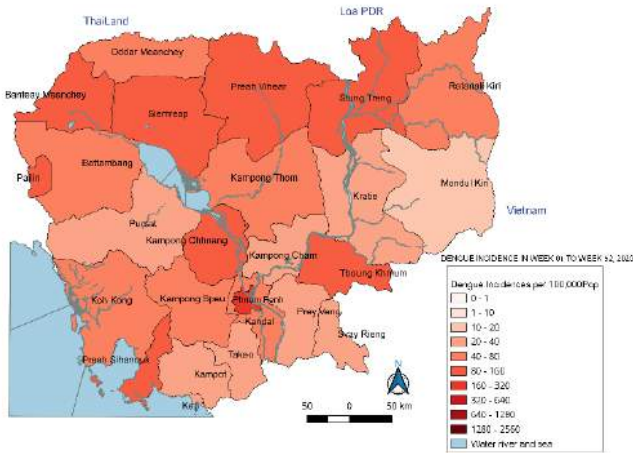 ThaiLand
Loa PDR
Oddar Meanchey
Banteay Meanchey
Preah Vihear
Stung Treng
Ratanali Kiri
Siemreap
Battambang
Pailin
Kampong Thom
Mondul Kiri
Kratie
Vietnam
Pursat
Kampong Chhnang
Kampong Cham
DENGUE INCIDENCE IN WEEK 01 TO WEEK 52, 2020
Tboung Khmum
Dengue Incidences per 100,000Pop
0 - 1
1 - 10
10 - 20
20 - 40
40 - 80
80 - 160
160 - 320
320 - 640
640 - 1280
1280 - 2560
Water river and sea
Koh Kong
Kampong Speu
Phnom Penh
Prey Veng
Kandal
Svay Rieng
Preah Sihanouk
Takeo
Kampot
Kep
N
50 0 50 km